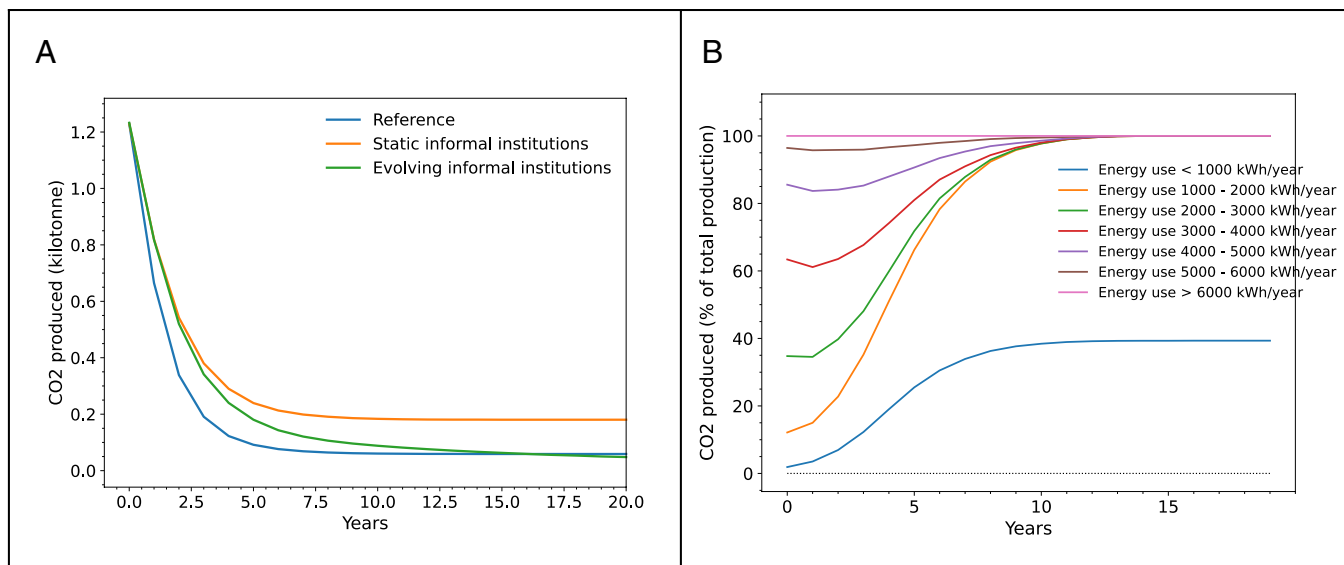 A
Reference
Static informal institutions
Evolving informal institutions
CO2 produced (kilotonne)
1.2
1.0
0.8
0.6
0.4
0.2
0.0
0.0 2.5 5.0 7.5 10.0 12.5 15.0 17.5 20.0
Years
B
CO2 produced (% of total production)
100
80
60
40
20
0
Energy use < 1000 kWh/year
Energy use 1000 - 2000 kWh/year
Energy use 2000 - 3000 kWh/year
Energy use 3000 - 4000 kWh/year
Energy use 4000 - 5000 kWh/year
Energy use 5000 - 6000 kWh/year
Energy use > 6000 kWh/year
0 5 10 15
Years